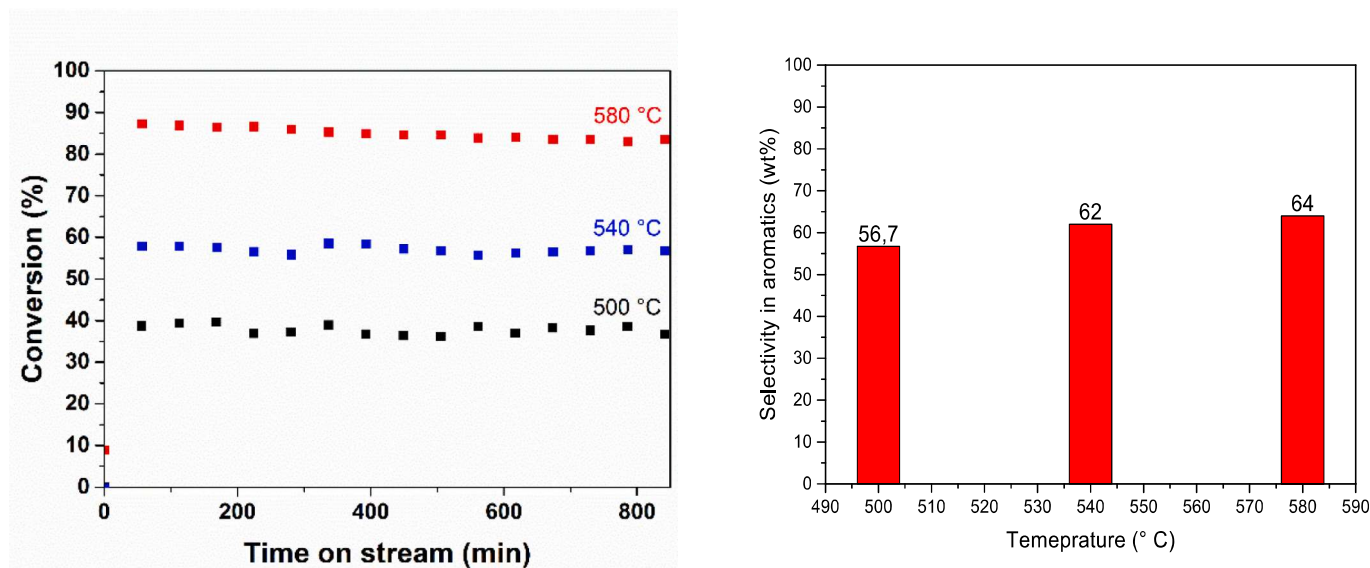 100
90
80
70
60
50
40
30
20
10
0
Conversion (%)
580 °C
540 °C
500 °C
0 200 400 600 800
Time on stream (min)
100
90
80
70
60
50
40
30
20
10
0
Selectivity in aromatics (wt%)
56,7
62
64
490 500 510 520 530 540 550 560 570 580 590
Temeprature (° C)